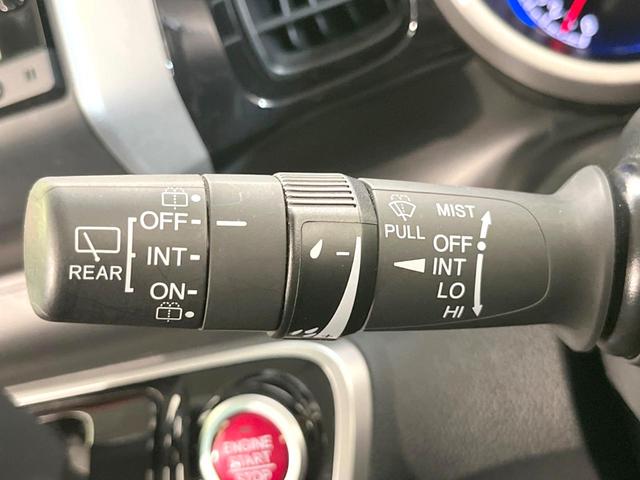 OFF
INT
ON
REAR
PULL
MIST
OFF
INT
LO
HI
ENGINE
START
STOP